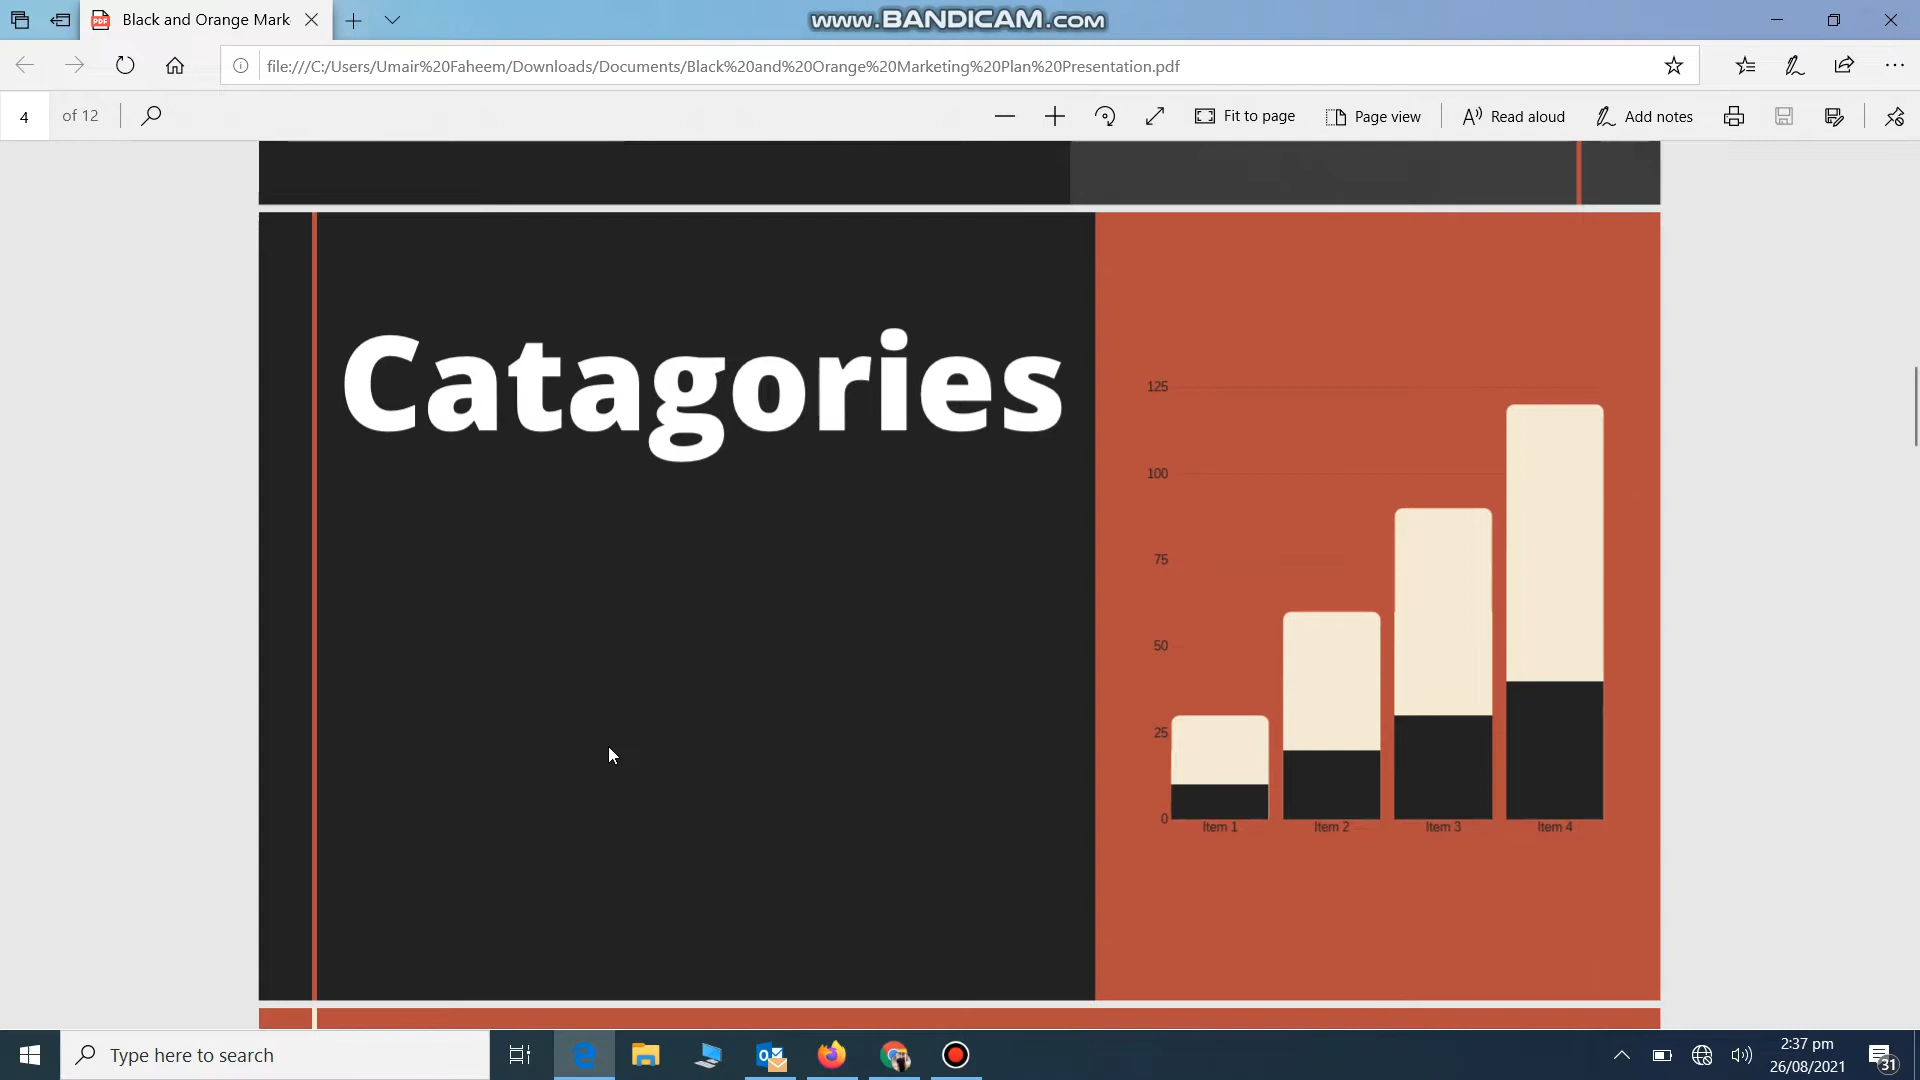 Black and Orange Mark
www.BANDICAM.com
file:///C:/Users/Umair%20Faheem/Downloads/Documents/Black%20and%20Orange%20Marketing%20Plan%20Presentation.pdf
4 of 12
Fit to page
Page view
Read aloud
Add notes
Catagories
125
100
75
50
25
0
Item 1 Item 2 Item 3 Item 4
Type here to search
2:37 pm
26/08/2021
31